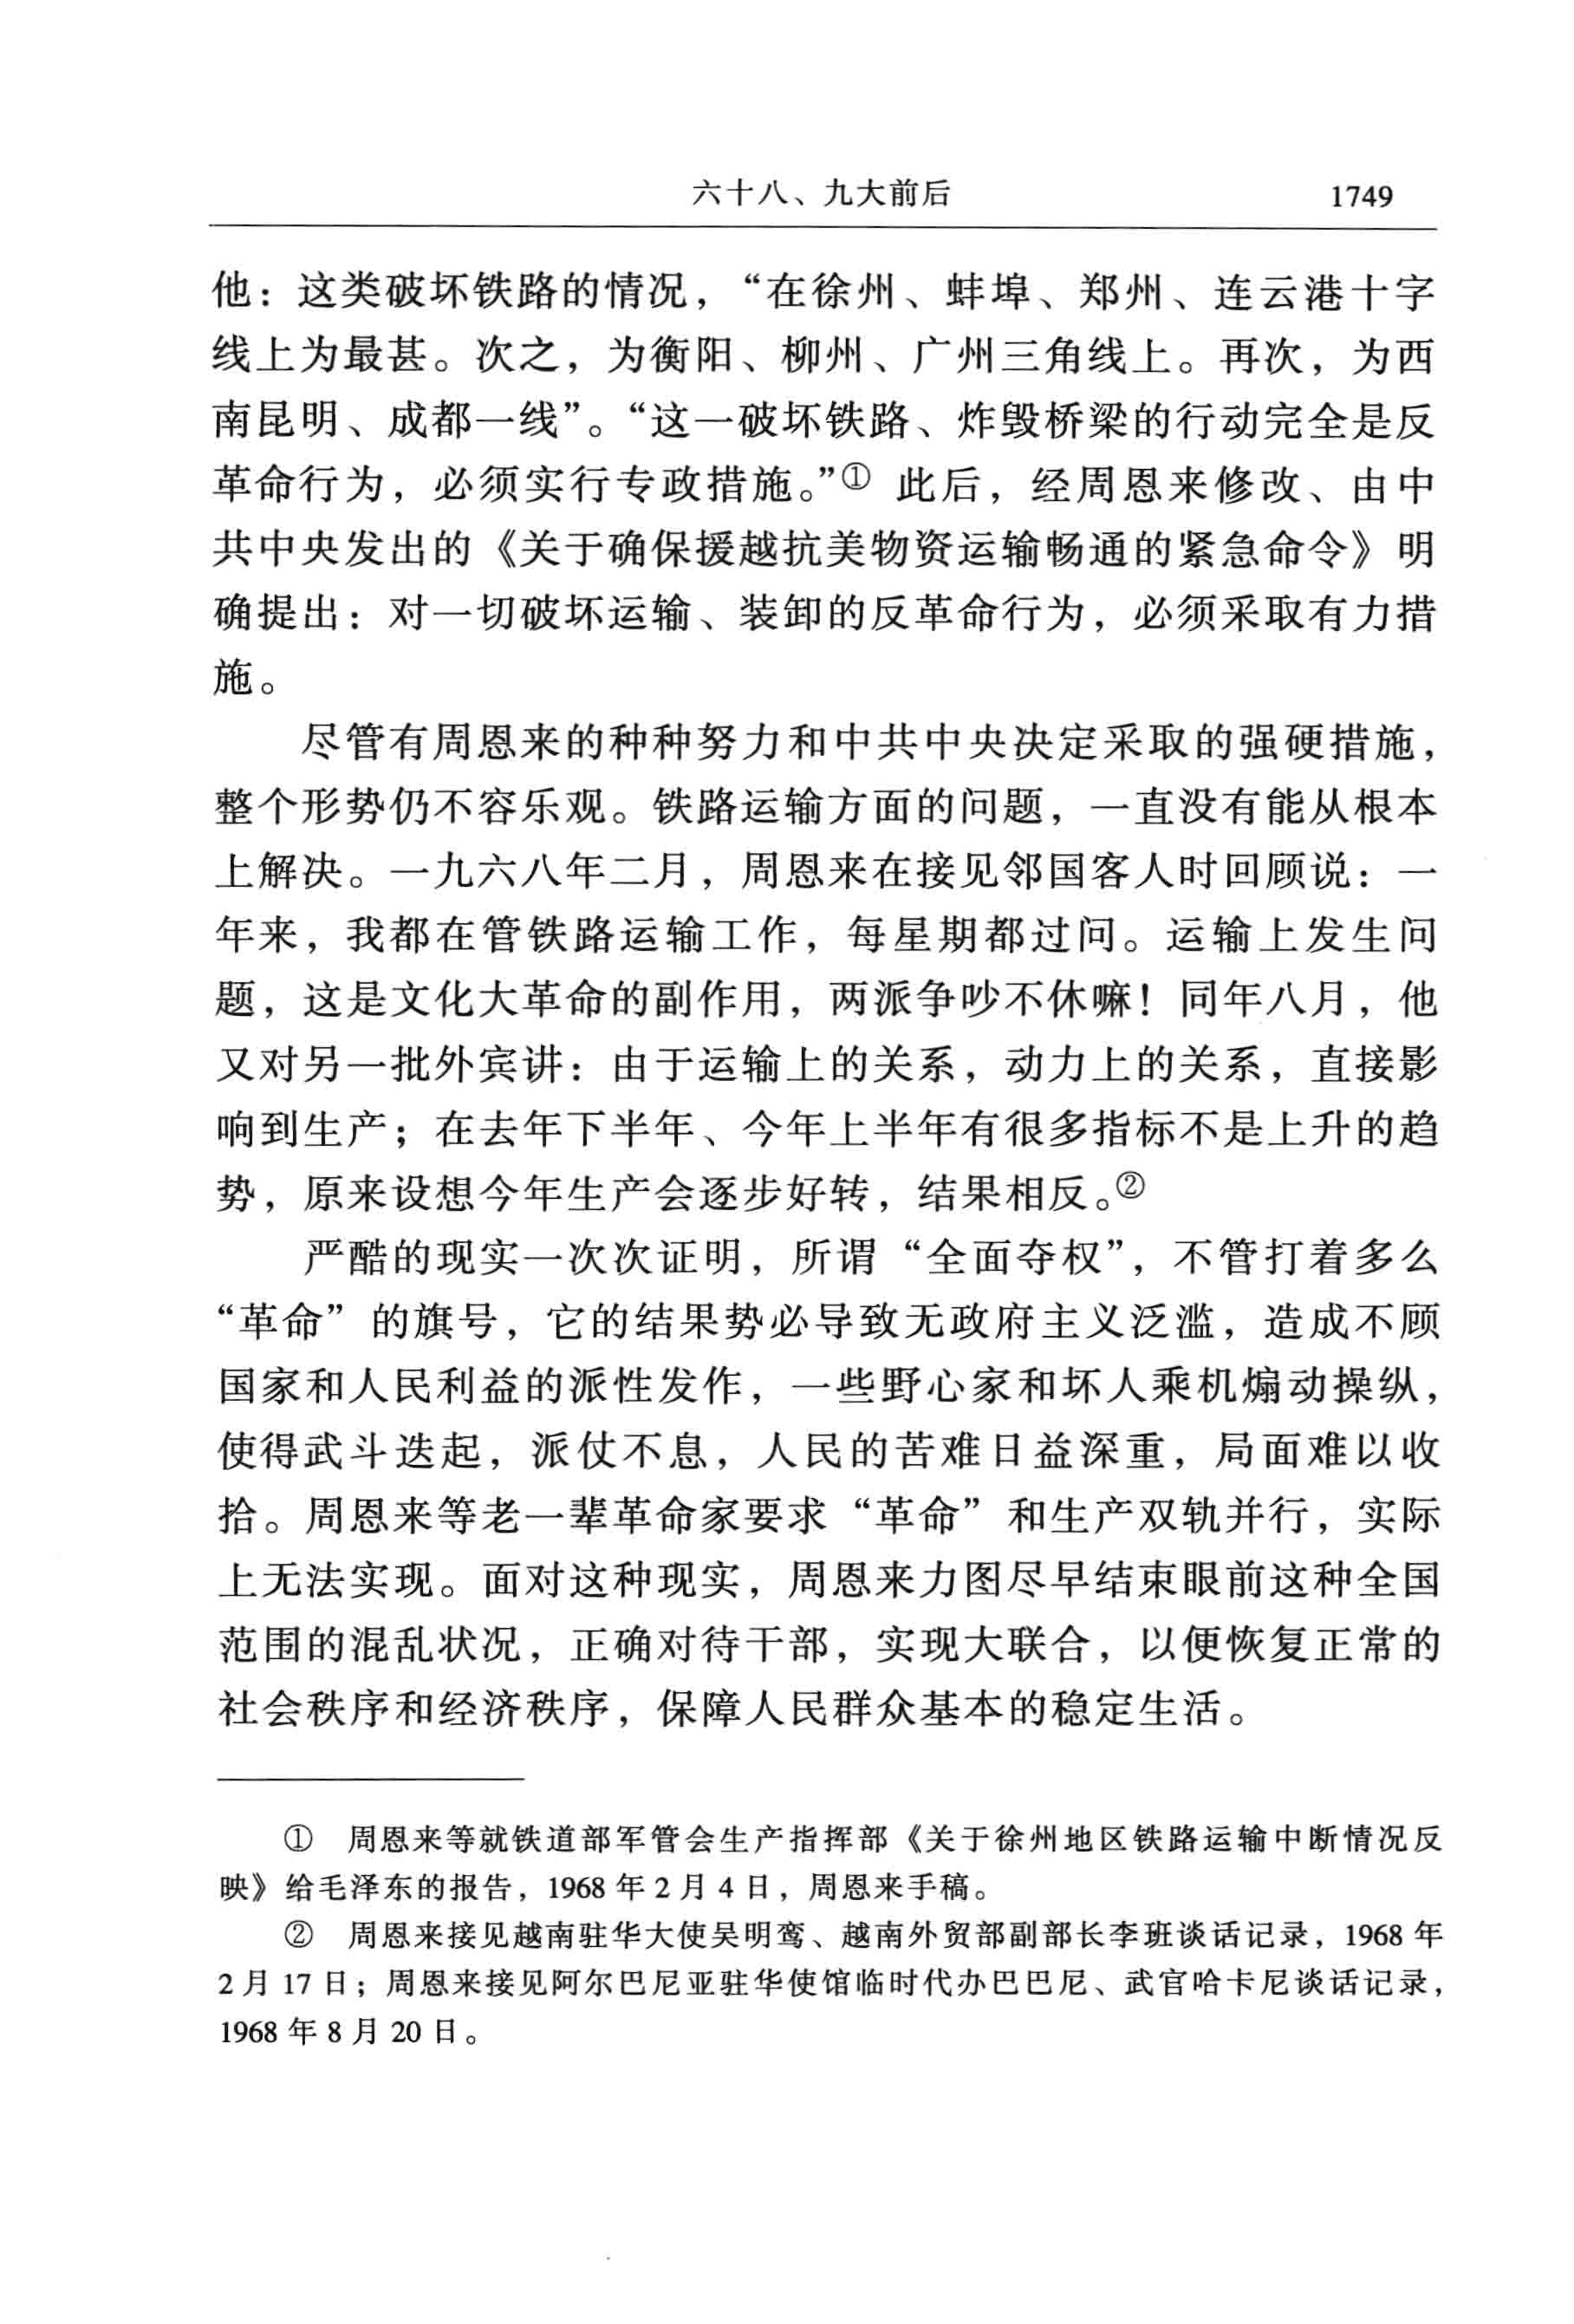 六十八、九大前后 1749
他：这类破坏铁路的情况，“在徐州、蚌埠、郑州、连云港十字
线上为最甚。次之，为衡阳、柳州、广州三角线上。再次，为西
南昆明、成都一线”。“这一破坏铁路、炸毁桥梁的行动完全是反
革命行为，必须实行专政措施。”① 此后，经周恩来修改、由中
共中央发出的《关于确保援越抗美物资运输畅通的紧急命令》明
确提出：对一切破坏运输、装卸的反革命行为，必须采取有力措
施。
尽管有周恩来的种种努力和中共中央决定采取的强硬措施，
整个形势仍不容乐观。铁路运输方面的问题，一直没有能从根本
上解决。一九六八年二月，周恩来在接见邻国客人时回顾说：一
年来，我都在管铁路运输工作，每星期都过问。运输上发生问
题，这是文化大革命的副作用，两派争吵不休嘛！同年八月，他
又对另一批外宾讲：由于运输上的关系，动力上的关系，直接影
响到生产；在去年下半年、今年上半年有很多指标不是上升的趋
势，原来设想今年生产会逐步好转，结果相反。②
严酷的现实一次次证明，所谓“全面夺权”，不管打着多么
“革命”的旗号，它的结果势必导致无政府主义泛滥，造成不顾
国家和人民利益的派性发作，一些野心家和坏人乘机煽动操纵，
使得武斗迭起，派仗不息，人民的苦难日益深重，局面难以收
拾。周恩来等老一辈革命家要求“革命”和生产双轨并行，实际
上无法实现。面对这种现实，周恩来力图尽早结束眼前这种全国
范围的混乱状况，正确对待干部，实现大联合，以便恢复正常的
社会秩序和经济秩序，保障人民群众基本的稳定生活。
① 周恩来等就铁道部军管会生产指挥部《关于徐州地区铁路运输中断情况反
映》给毛泽东的报告，1968 年 2 月 4 日，周恩来手稿。
② 周恩来接见越南驻华大使吴明鸾、越南外贸部副部长李班谈话记录，1968 年
2 月 17 日；周恩来接见阿尔巴尼亚驻华使馆临时代办巴巴尼、武官哈卡尼谈话记录，
1968 年 8 月 20 日。